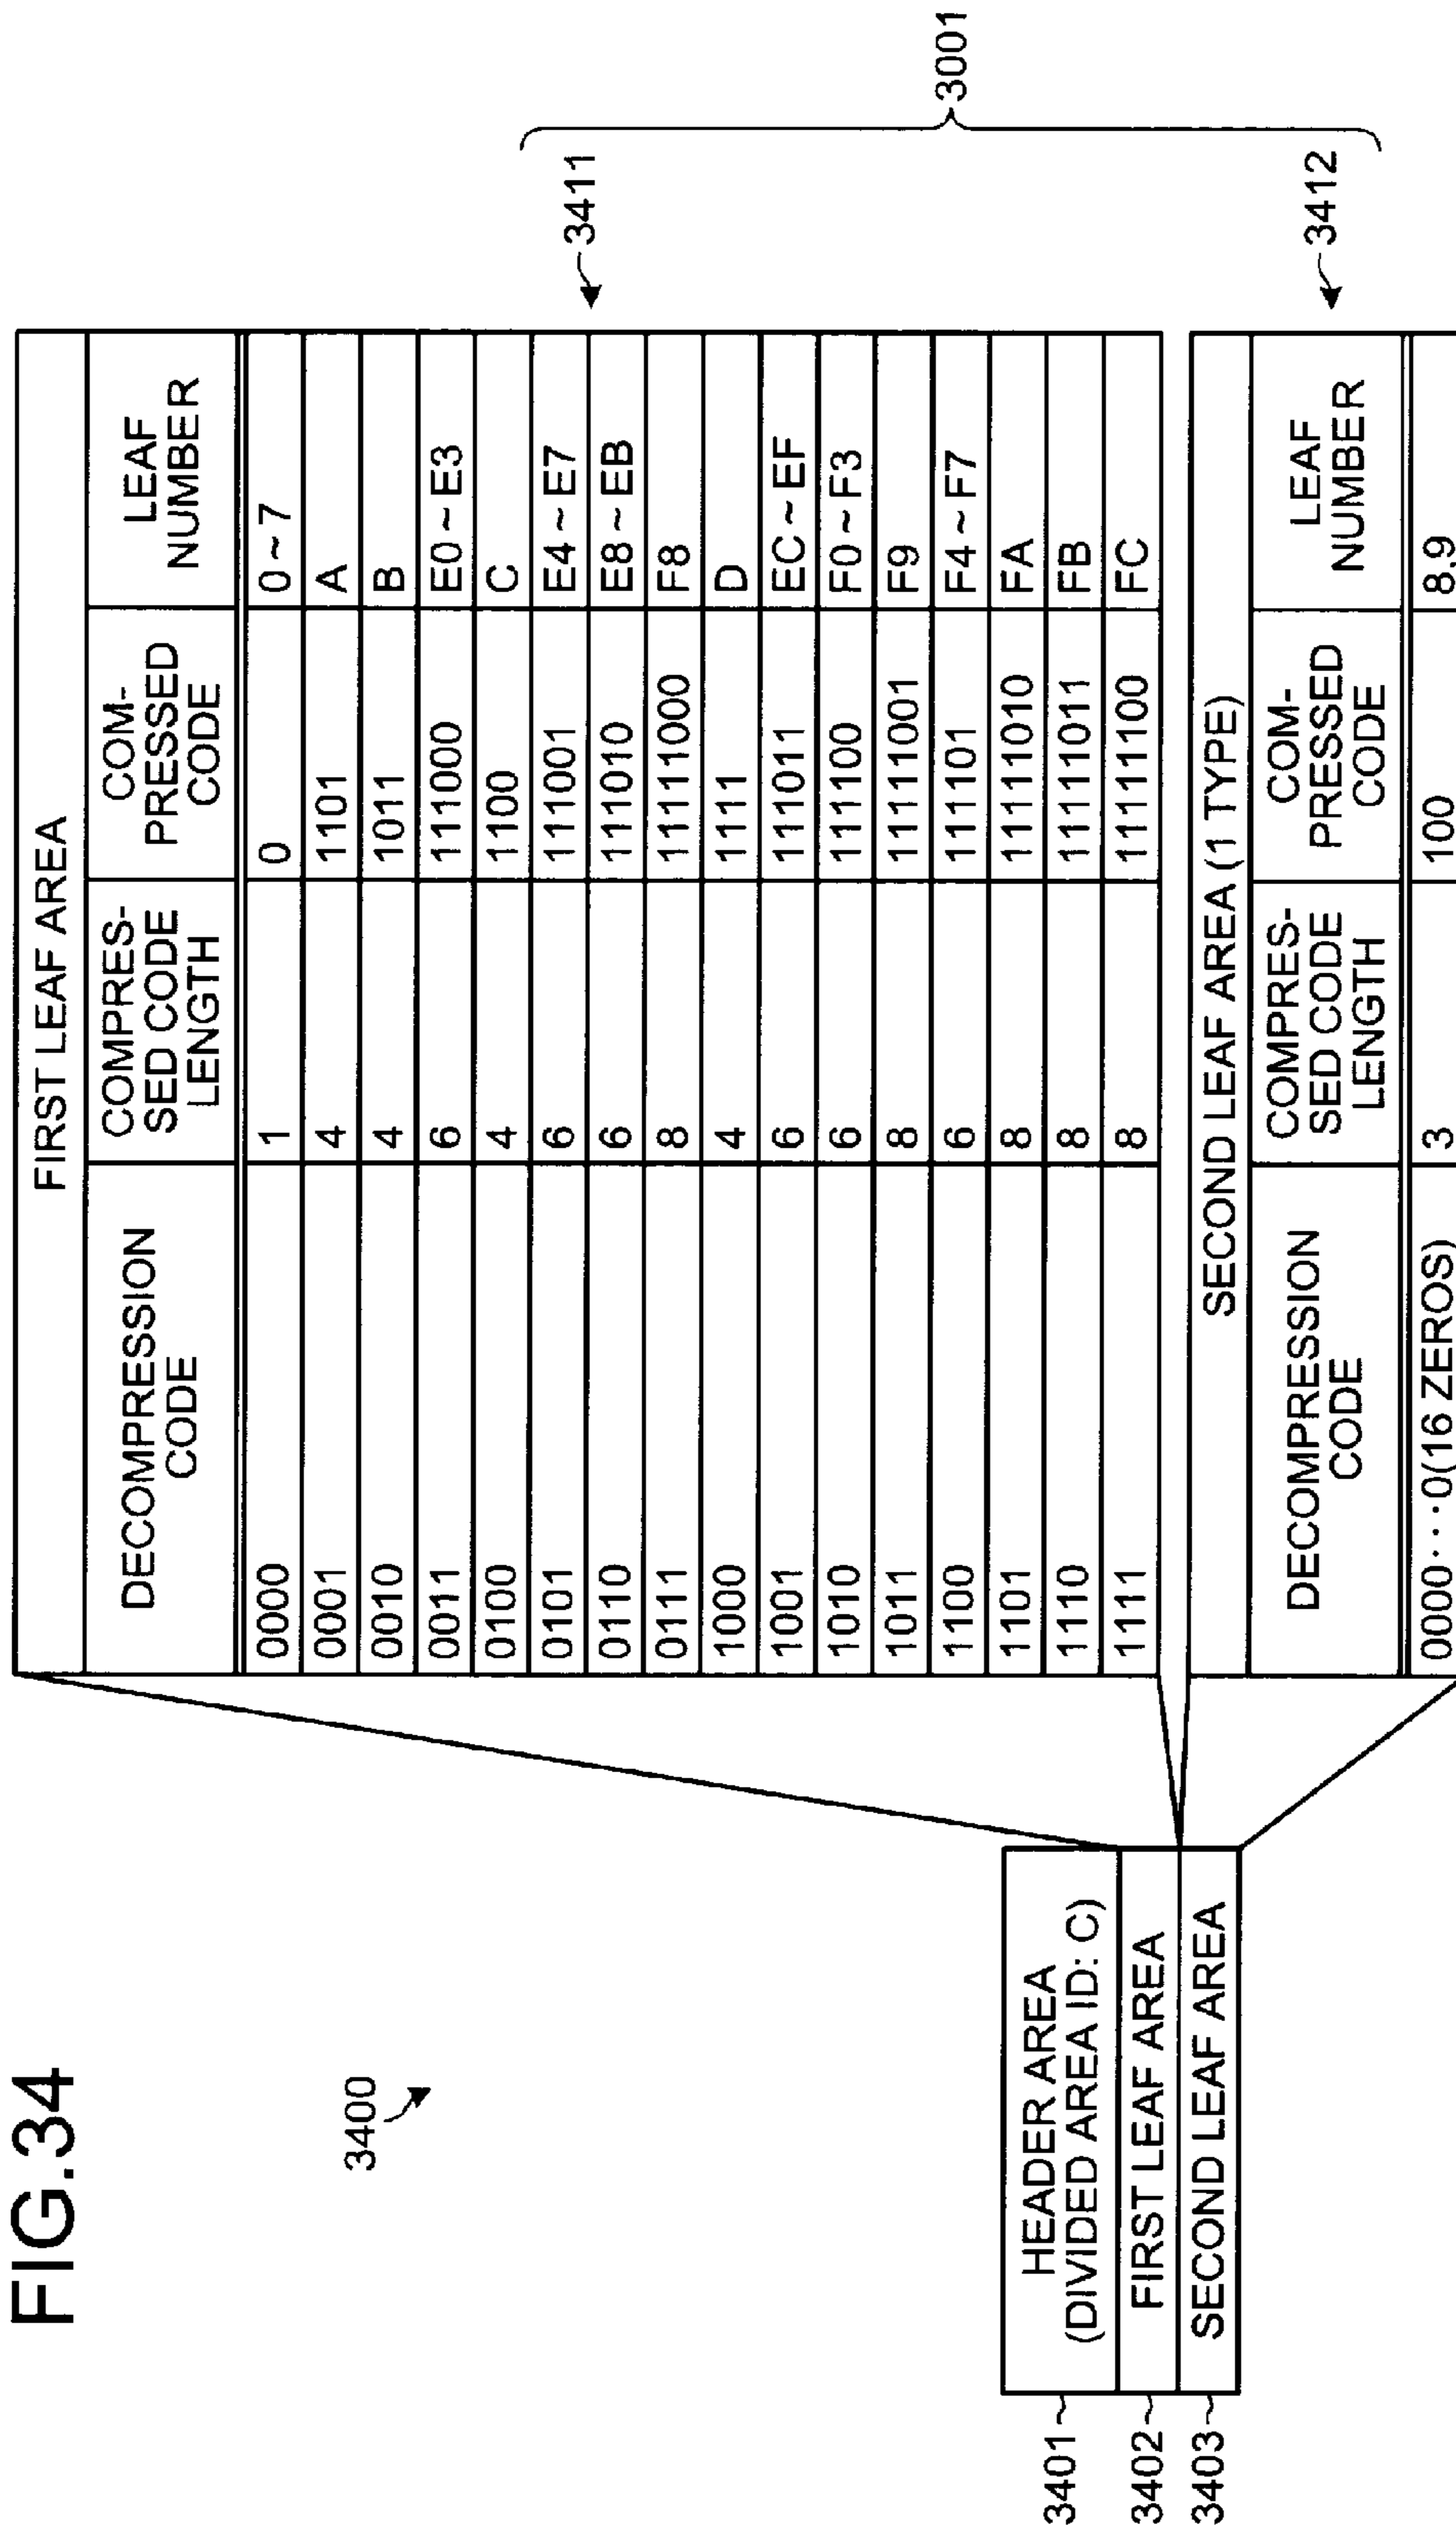 FIG.34
3400
HEADER AREA
(DIVIDED AREA ID: C)
FIRST LEAF AREA
SECOND LEAF AREA
3401
3402
3403
FIRST LEAF AREA
DECOMPRESSION CODE | COMPRES-SED CODE LENGTH | COM-PRESSED CODE | LEAF NUMBER
0000 1 0 0~7
0001 4 1101 A
0010 4 1011 B
0011 6 111000 E0~E3
0100 4 1100 C
0101 6 111001 E4~E7
0110 6 111010 E8~EB
0111 8 11111000 F8
1000 4 1111 D
1001 6 111011 EC~EF
1010 6 111100 F0~F3
1011 8 11111001 F9
1100 6 111101 F4~F7
1101 8 11111010 FA
1110 8 11111011 FB
1111 8 11111100 FC
3411
SECOND LEAF AREA (1 TYPE)
DECOMPRESSION CODE | COMPRES-SED CODE LENGTH | COM-PRESSED CODE | LEAF NUMBER
0000···0(16 ZEROS) 3 100 8,9
3412
3001